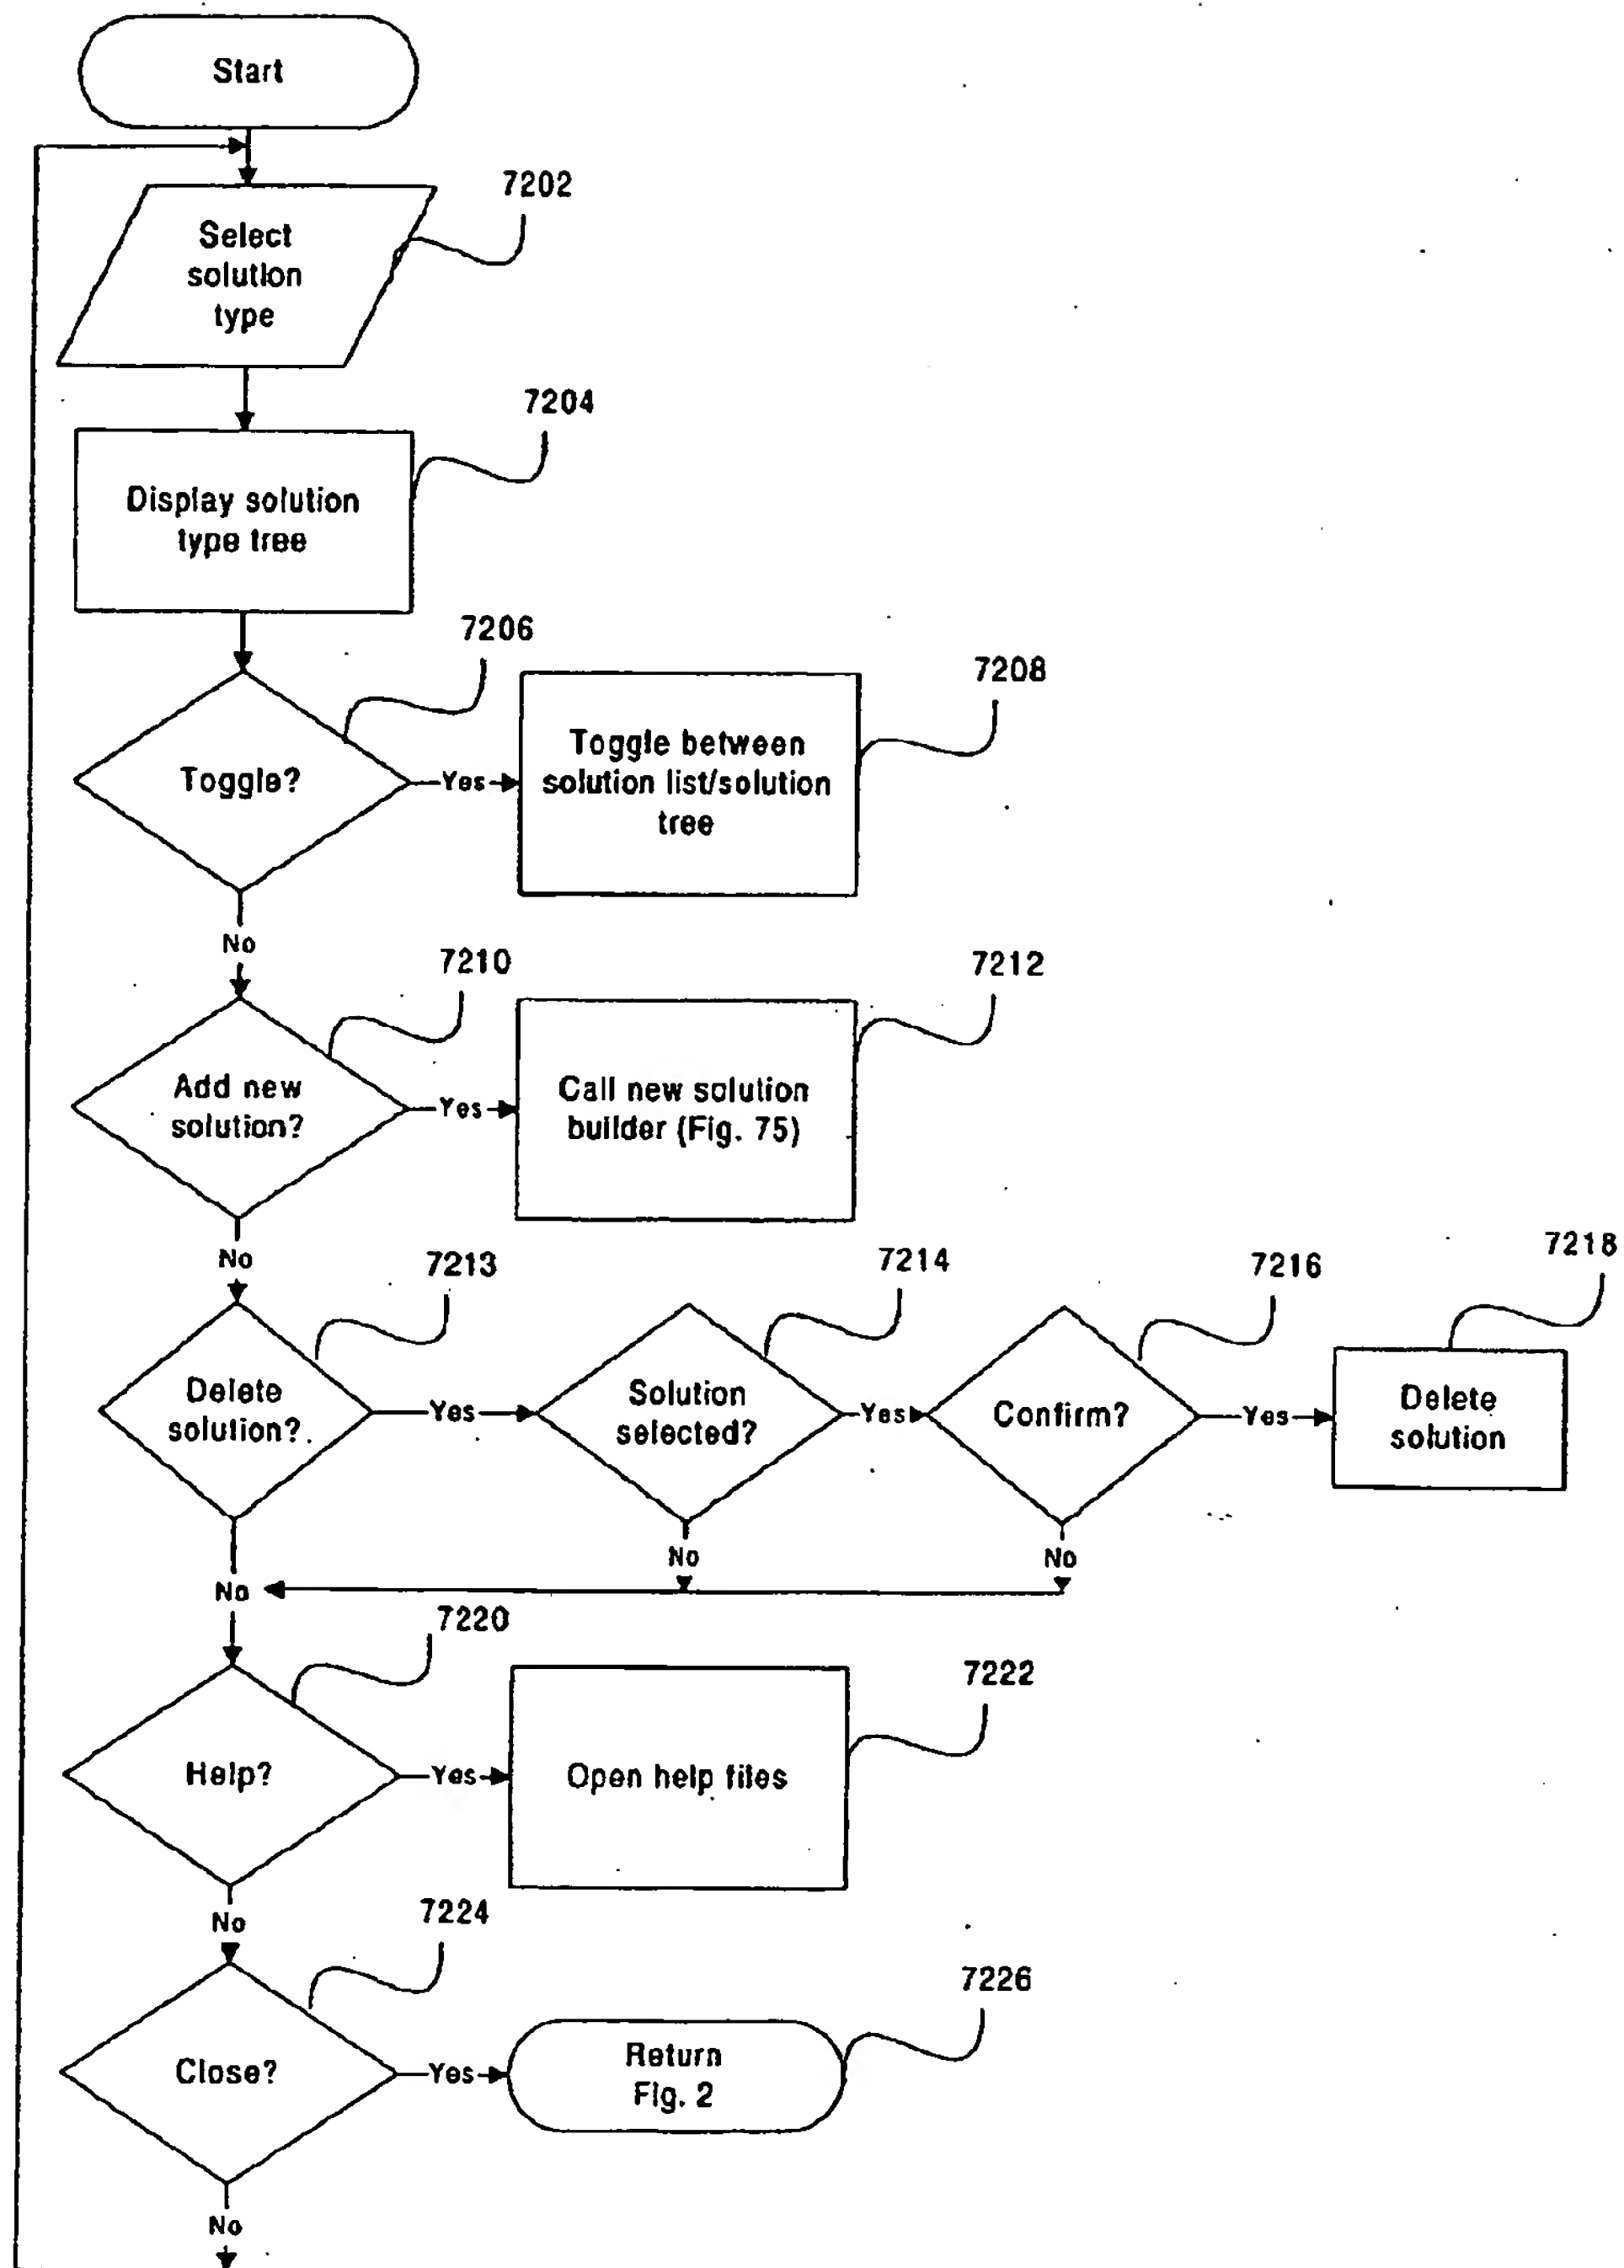 Start
7202
Select
solution
type
7204
Display solution
type tree
7206
7208
Toggle?
Yes
Toggle between
solution list/solution
tree
No
7210
7212
Add new
solution?
Yes
Call new solution
builder (Fig. 75)
No
7213
7214
7216
7218
Delete
solution?
Yes
Solution
selected?
Yes
Confirm?
Yes
Delete
solution
No
No
No
7220
7222
Help?
Yes
Open help files
No
7224
7226
Close?
Yes
Return
Fig. 2
No